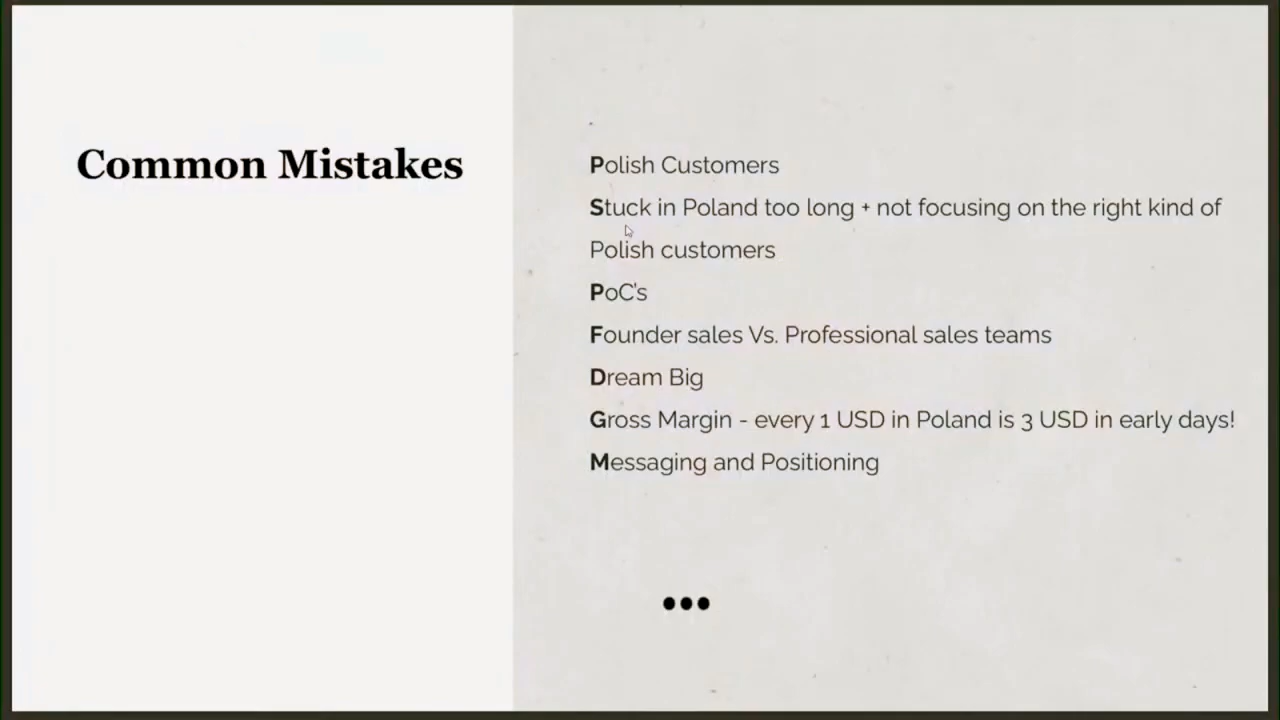 Common Mistakes
Polish Customers
Stuck in Poland too long + not focusing on the right kind of
Polish customers
PoC's
Founder sales Vs. Professional sales teams
Dream Big
Gross Margin - every 1 USD in Poland is 3 USD in early days!
Messaging and Positioning
...